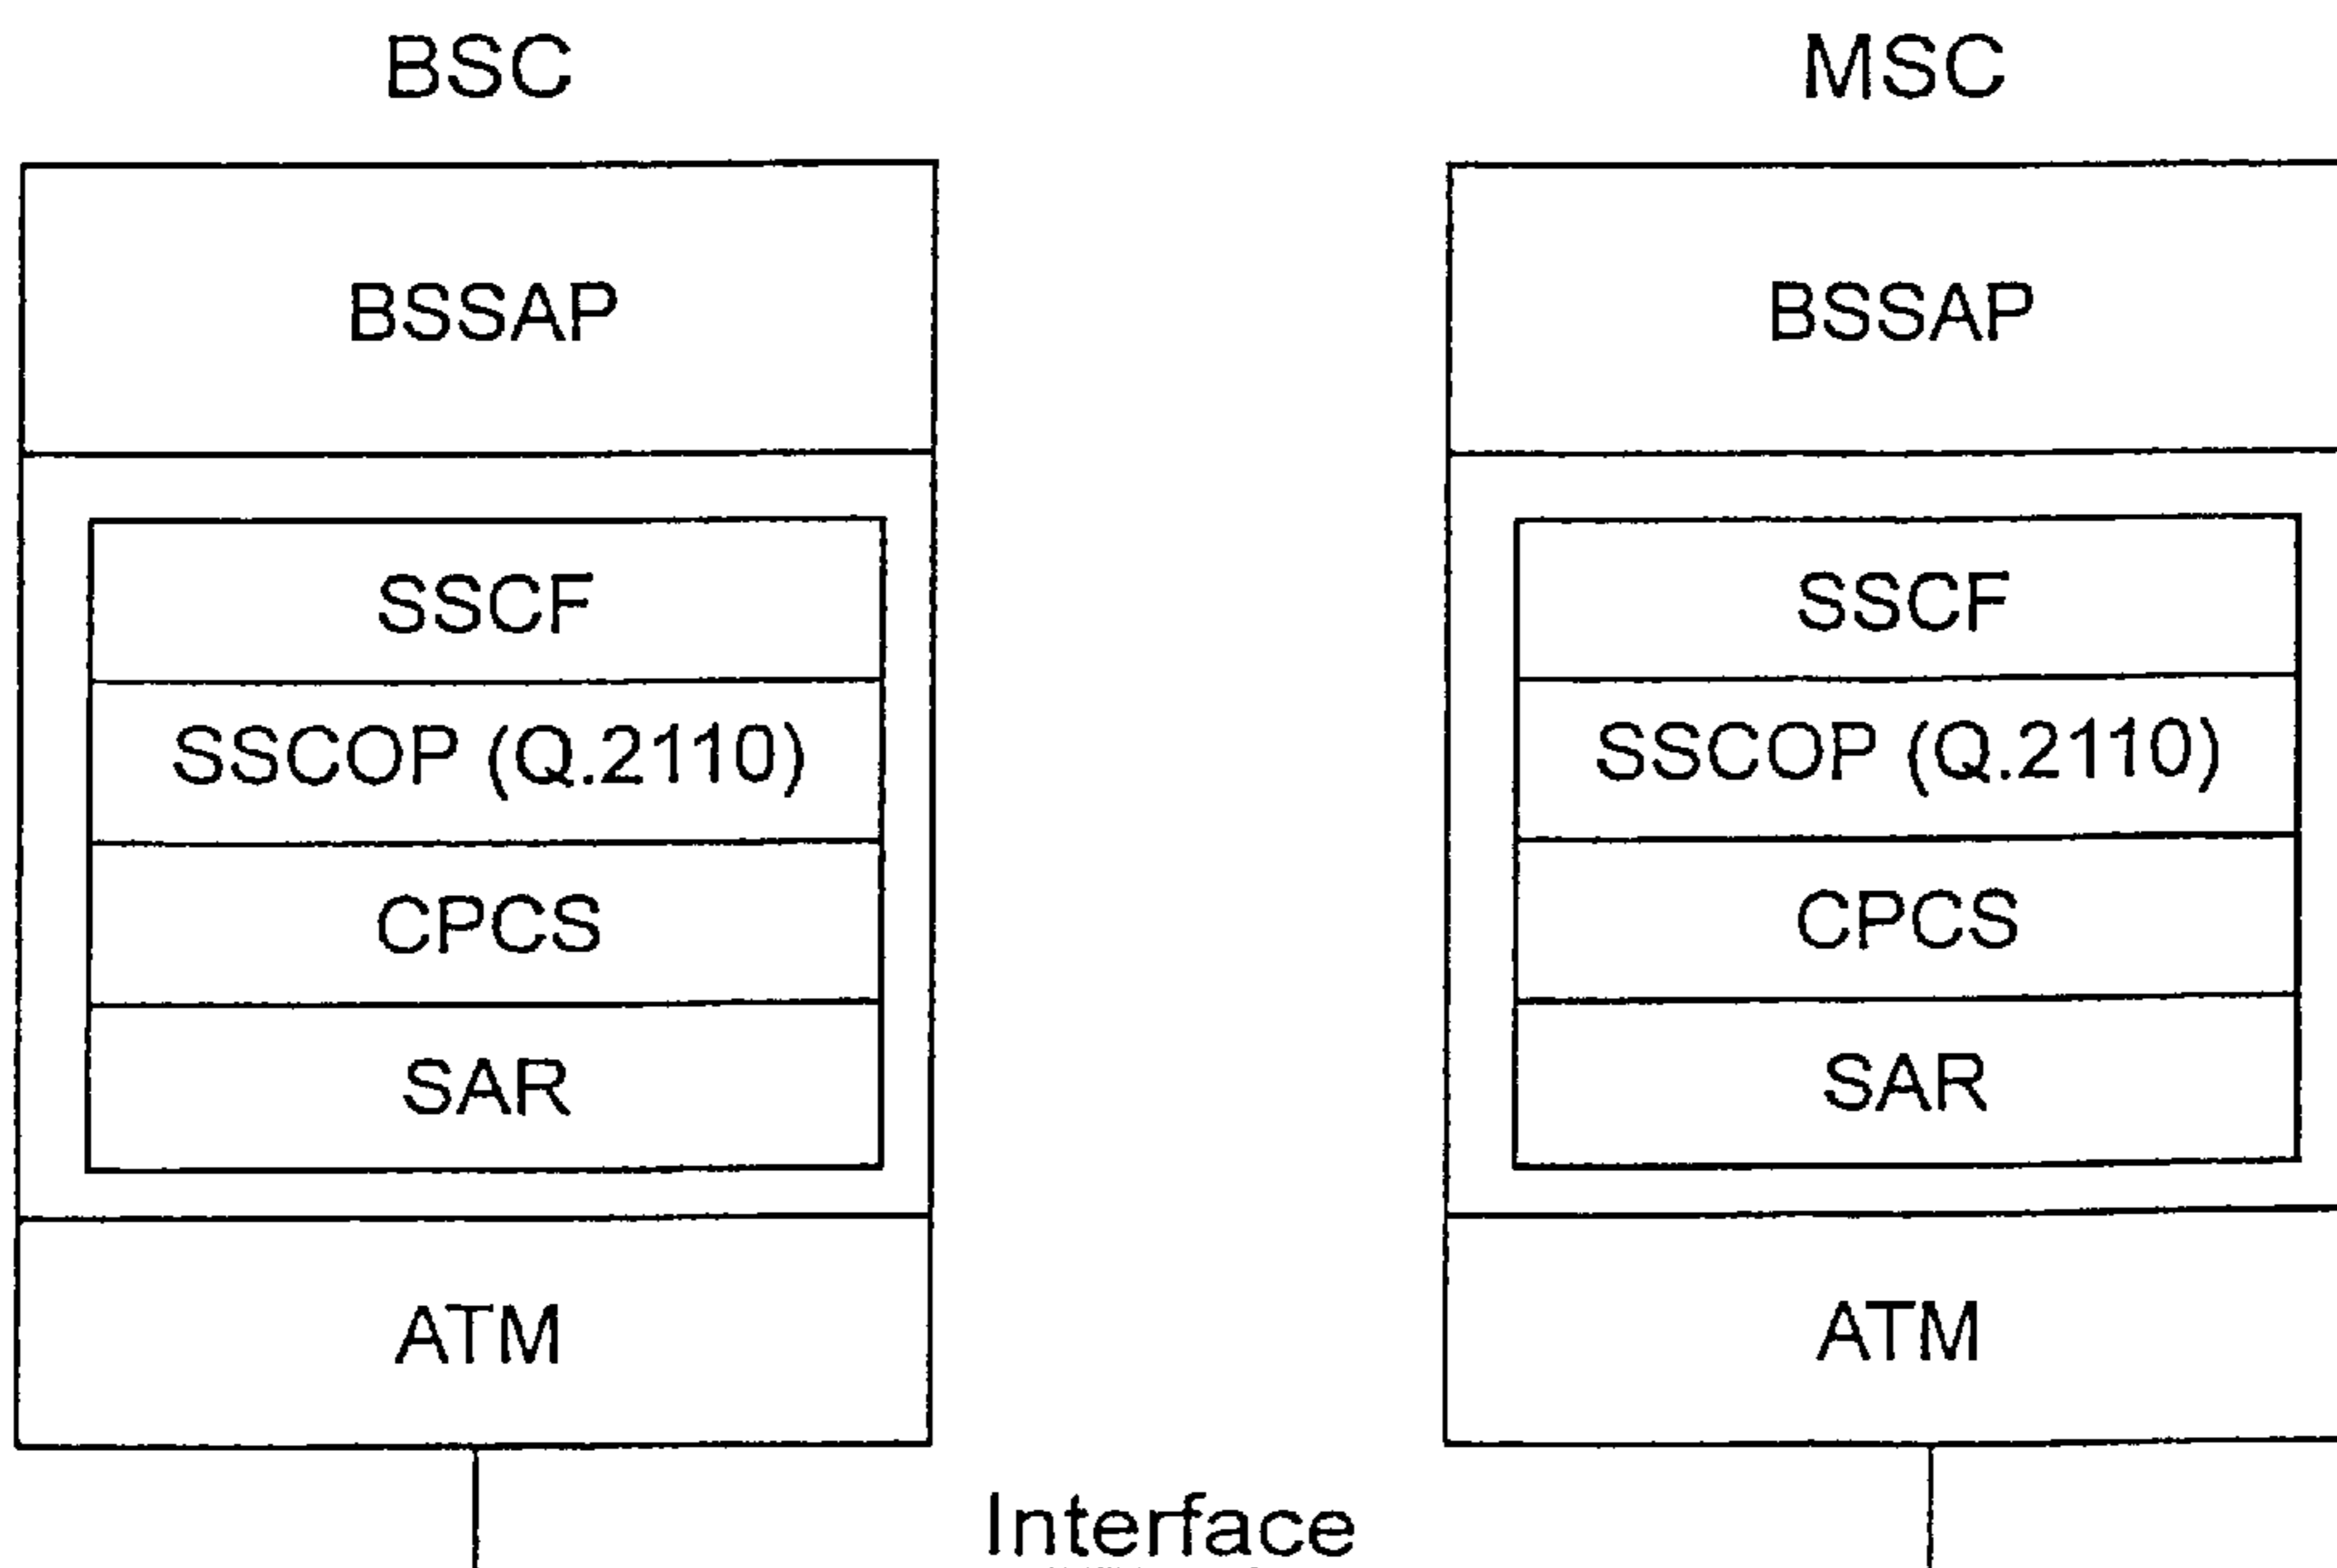 BSC
MSC
BSSAP
BSSAP
SSCF
SSCF
SSCOP (Q.2110)
SSCOP (Q.2110)
CPCS
CPCS
SAR
SAR
ATM
ATM
Interface